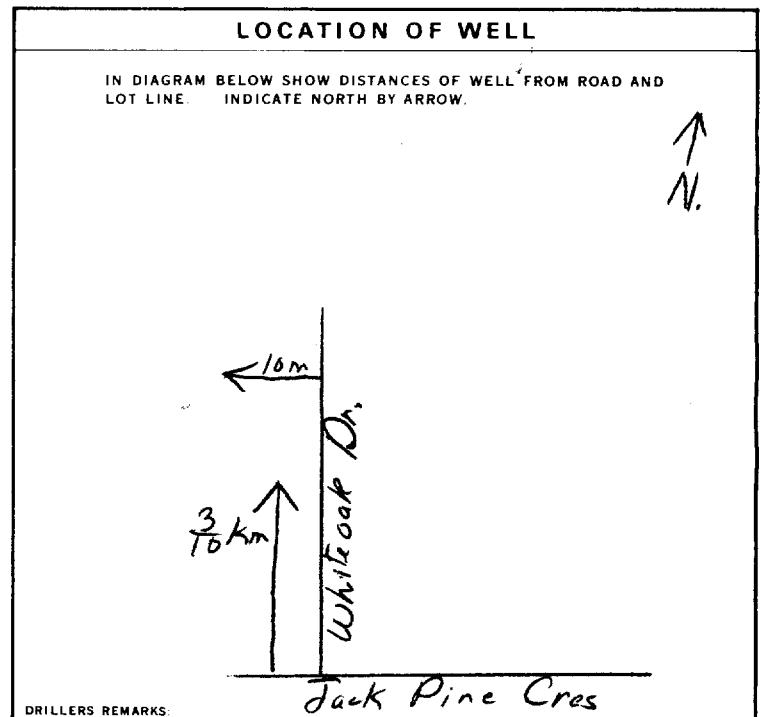 LOCATION OF WELL
IN DIAGRAM BELOW SHOW DISTANCES OF WELL FROM ROAD AND
LOT LINE. INDICATE NORTH BY ARROW.
N.
10m
Whiteoak Dr.
3/10 Km
Jack Pine Cres
DRILLERS REMARKS: